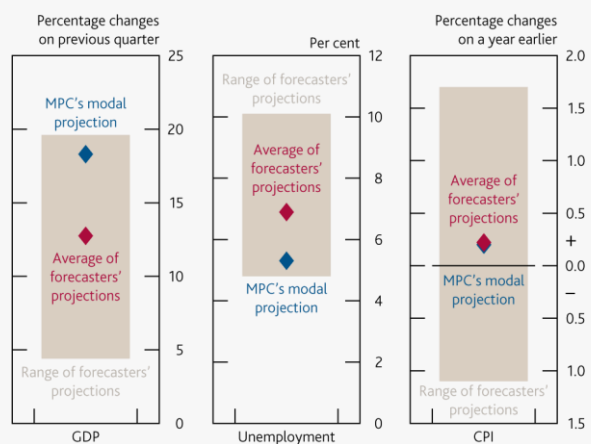 Percentage changes
on previous quarter
25
MPC's modal
projection
20
15
Average of
forecasters'
projections
10
5
Range of forecasters'
projections
0
GDP
Per cent
12
Range of forecasters'
projections
10
Average of
forecasters'
projections
8
6
MPC's modal
projection
4
2
0
Unemployment
Percentage changes
on a year earlier
2.0
1.5
1.0
Average of
forecasters'
projections
0.5
+
0.0
–
MPC's modal
projection
0.5
1.0
Range of forecasters'
projections
1.5
CPI